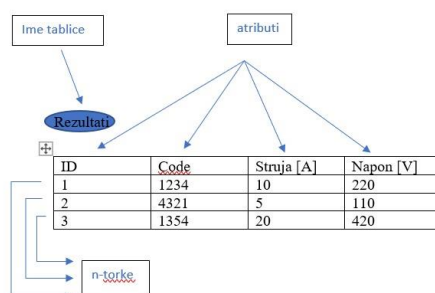 Ime tablice
atributi
Rezultati
ID Code Struja [A] Napon [V]
1 1234 10 220
2 4321 5 110
3 1354 20 420
n-torke